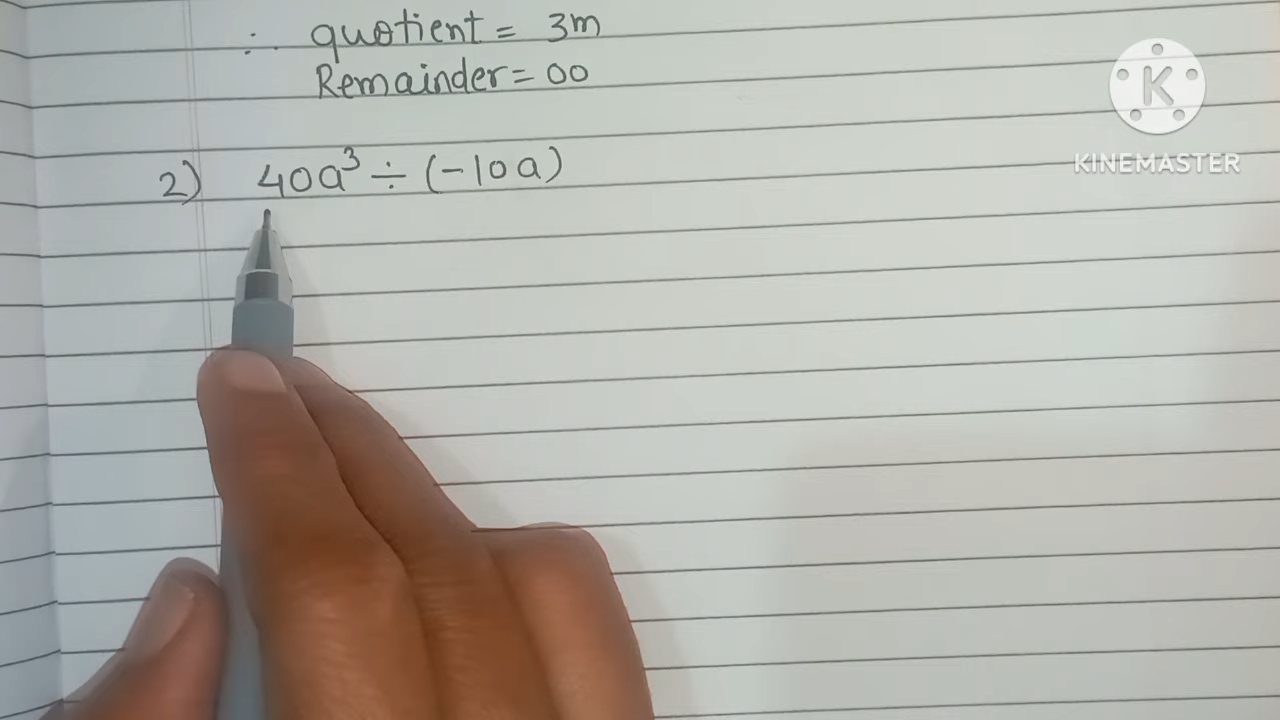 ∴ quotient = 3m
Remainder = 00
K
KINEMASTER
2) 40a³ ÷ (-10a)